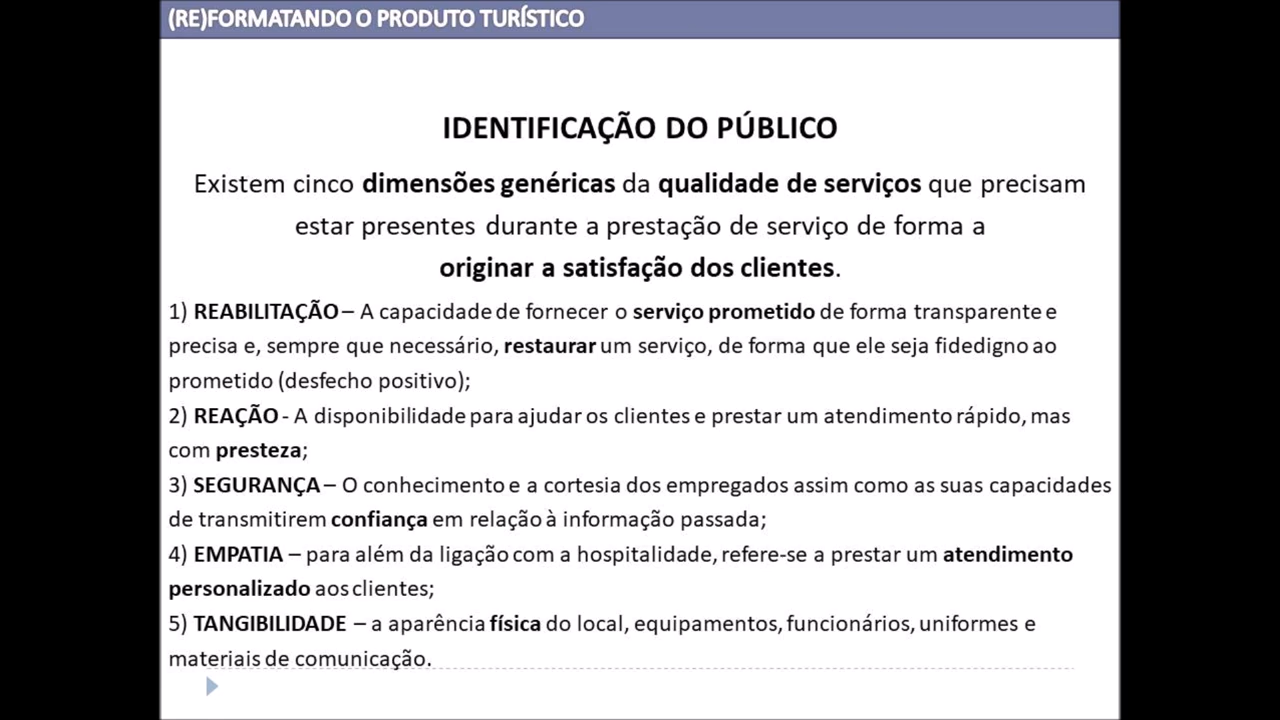 (RE)FORMATANDO O PRODUTO TURÍSTICO
IDENTIFICAÇÃO DO PÚBLICO
Existem cinco dimensões genéricas da qualidade de serviços que precisam
estar presentes durante a prestação de serviço de forma a
originar a satisfação dos clientes.
1) REABILITAÇÃO – A capacidade de fornecer o serviço prometido de forma transparente e
precisa e, sempre que necessário, restaurar um serviço, de forma que ele seja fidedigno ao
prometido (desfecho positivo);
2) REAÇÃO - A disponibilidade para ajudar os clientes e prestar um atendimento rápido, mas
com presteza;
3) SEGURANÇA – O conhecimento e a cortesia dos empregados assim como as suas capacidades
de transmitirem confiança em relação à informação passada;
4) EMPATIA – para além da ligação com a hospitalidade, refere-se a prestar um atendimento
personalizado aos clientes;
5) TANGIBILIDADE – a aparência física do local, equipamentos, funcionários, uniformes e
materiais de comunicação.